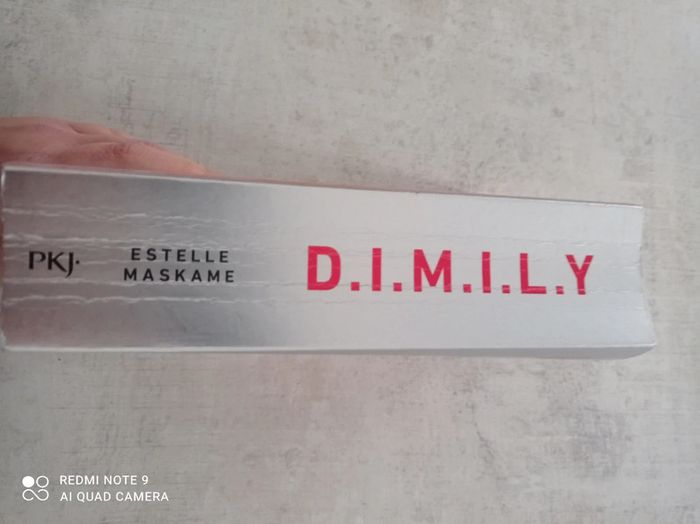 PKJ.
ESTELLE
MASKAME
D.I.M.I.L.Y
REDMI NOTE 9
AI QUAD CAMERA